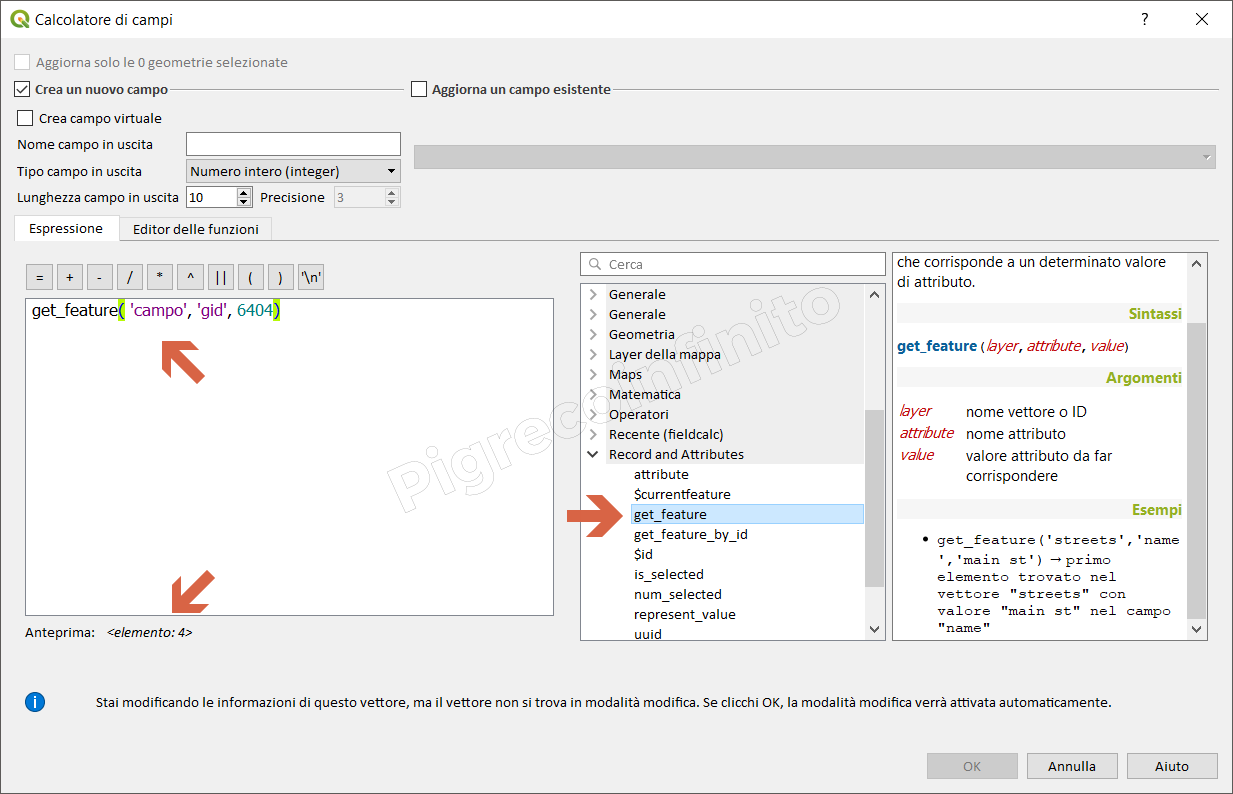 Calcolatore di campi
?
Aggiorna solo le 0 geometrie selezionate
Crea un nuovo campo
Aggiorna un campo esistente
Crea campo virtuale
Nome campo in uscita
Tipo campo in uscita
Numero intero (integer)
Lunghezza campo in uscita
10
Precisione
3
Espressione
Editor delle funzioni
= + - / * ^ || ( ) '\n'
get_feature( 'campo', 'gid', 6404)
Anteprima: <elemento: 4>
Cerca
Generale
Generale
Geometria
Layer della mappa
Maps
Matematica
Operatori
Recente (fieldcalc)
Record and Attributes
attribute
$currentfeature
get_feature
get_feature_by_id
$id
is_selected
num_selected
represent_value
uuid
che corrisponde a un determinato valore
di attributo.
Sintassi
get_feature(layer, attribute, value)
Argomenti
layer nome vettore o ID
attribute nome attributo
value valore attributo da far
corrispondere
Esempi
• get_feature('streets','name
','main st') → primo
elemento trovato nel
vettore "streets" con
valore "main st" nel campo
"name"
Pigrecoinfinito
i
Stai modificando le informazioni di questo vettore, ma il vettore non si trova in modalità modifica. Se clicchi OK, la modalità modifica verrà attivata automaticamente.
OK
Annulla
Aiuto